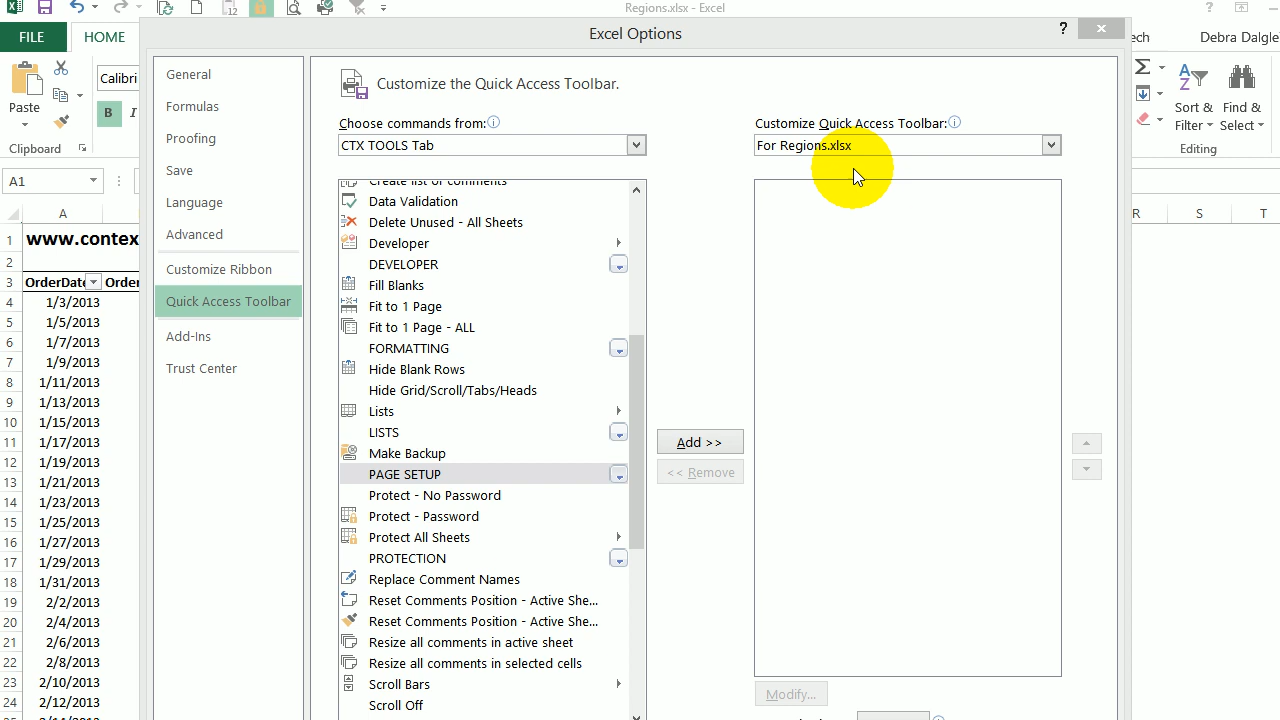 Regions.xlsx - Excel
?
FILE
HOME
ech
Debra Dalgle
Paste
Clipboard
Calibri
B
I
Sort &
Filter
Find &
Select
Editing
A1
A
R
S
T
1 www.contex
2
3 OrderDate Order
4 1/3/2013
5 1/5/2013
6 1/7/2013
7 1/9/2013
8 1/11/2013
9 1/13/2013
10 1/15/2013
11 1/17/2013
12 1/19/2013
13 1/21/2013
14 1/23/2013
15 1/25/2013
16 1/27/2013
17 1/29/2013
18 1/31/2013
19 2/2/2013
20 2/4/2013
21 2/6/2013
22 2/8/2013
23 2/10/2013
24 2/12/2013
Excel Options
?
General
Formulas
Proofing
Save
Language
Advanced
Customize Ribbon
Quick Access Toolbar
Add-Ins
Trust Center
Customize the Quick Access Toolbar.
Choose commands from:
CTX TOOLS Tab
Create list of comments
Data Validation
Delete Unused - All Sheets
Developer
DEVELOPER
Fill Blanks
Fit to 1 Page
Fit to 1 Page - ALL
FORMATTING
Hide Blank Rows
Hide Grid/Scroll/Tabs/Heads
Lists
LISTS
Make Backup
PAGE SETUP
Protect - No Password
Protect - Password
Protect All Sheets
PROTECTION
Replace Comment Names
Reset Comments Position - Active She...
Reset Comments Position - Active She...
Resize all comments in active sheet
Resize all comments in selected cells
Scroll Bars
Scroll Off
Add >>
<< Remove
Customize Quick Access Toolbar:
For Regions.xlsx
Modify...